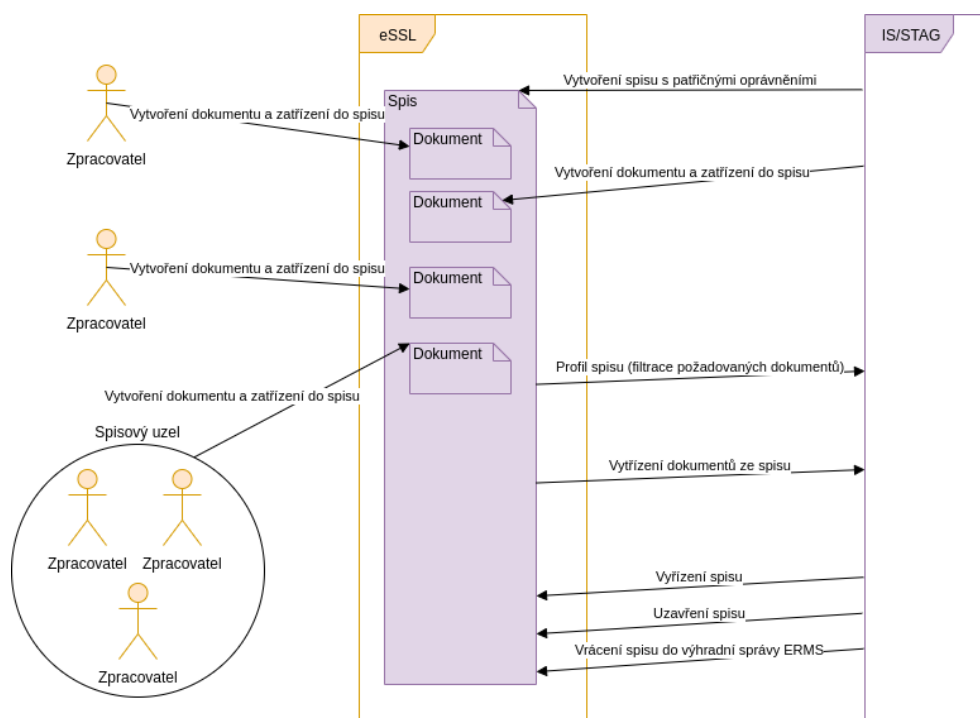 eSSL
IS/STAG
Vytvoření spisu s patřičnými oprávněními
Spis
Vytvoření dokumentu a zatřízení do spisu
Dokument
Zpracovatel
Vytvoření dokumentu a zatřízení do spisu
Dokument
Vytvoření dokumentu a zatřízení do spisu
Dokument
Zpracovatel
Dokument
Profil spisu (filtrace požadovaných dokumentů)
Vytvoření dokumentu a zatřízení do spisu
Spisový uzel
Vytřízení dokumentů ze spisu
Zpracovatel
Zpracovatel
Vyřízení spisu
Uzavření spisu
Vrácení spisu do výhradní správy ERMS
Zpracovatel